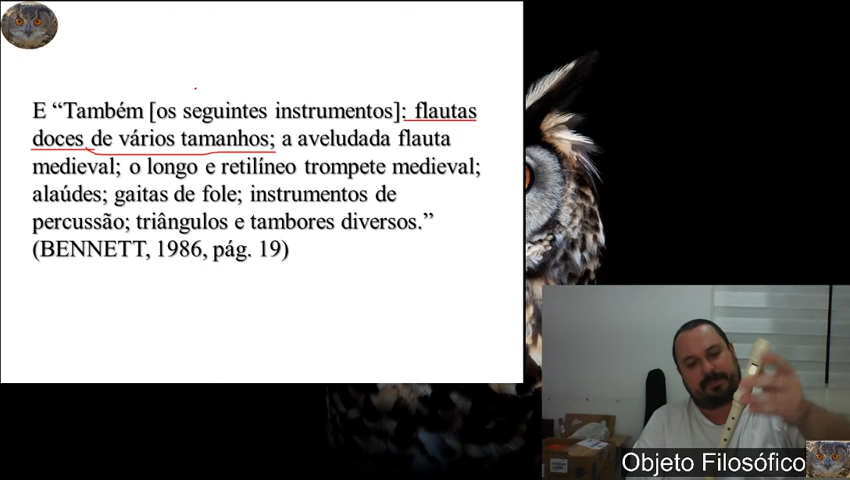 E “Também [os seguintes instrumentos]: flautas
doces de vários tamanhos; a aveludada flauta
medieval; o longo e retilíneo trompete medieval;
alaúdes; gaitas de fole; instrumentos de
percussão; triângulos e tambores diversos.”
(BENNETT, 1986, pág. 19)
Objeto Filosófico